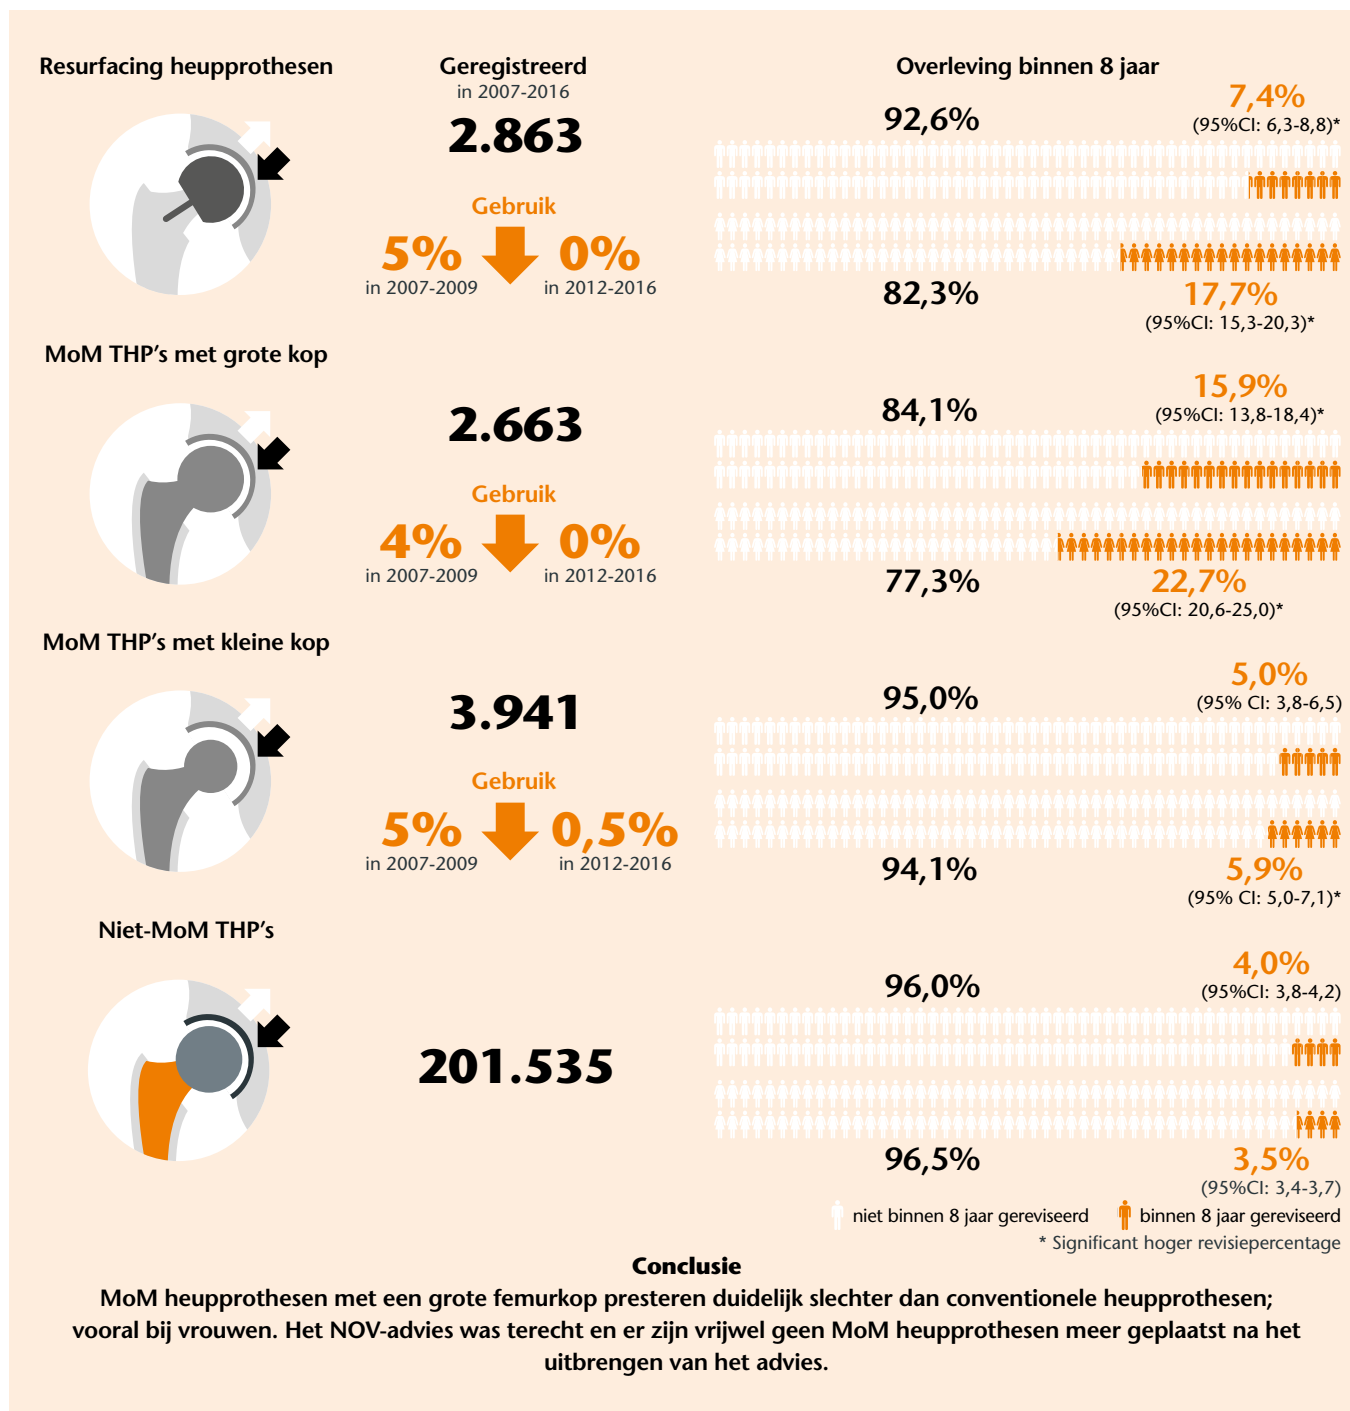 Resurfacing heupprothesen
Geregistreerd
in 2007-2016
2.863
Gebruik
5%
0%
in 2007-2009
in 2012-2016
Overleving binnen 8 jaar
92,6%
7,4%
(95%CI: 6,3-8,8)*
82,3%
17,7%
(95%CI: 15,3-20,3)*
MoM THP's met grote kop
2.663
Gebruik
4%
0%
in 2007-2009
in 2012-2016
84,1%
15,9%
(95%CI: 13,8-18,4)*
77,3%
22,7%
(95%CI: 20,6-25,0)*
MoM THP's met kleine kop
3.941
Gebruik
5%
0,5%
in 2007-2009
in 2012-2016
95,0%
5,0%
(95% CI: 3,8-6,5)
94,1%
5,9%
(95% CI: 5,0-7,1)*
Niet-MoM THP's
201.535
96,0%
4,0%
(95%CI: 3,8-4,2)
96,5%
3,5%
(95%CI: 3,4-3,7)
niet binnen 8 jaar gereviseerd
binnen 8 jaar gereviseerd
* Significant hoger revisiepercentage
Conclusie
MoM heupprothesen met een grote femurkop presteren duidelijk slechter dan conventionele heupprothesen;
vooral bij vrouwen. Het NOV-advies was terecht en er zijn vrijwel geen MoM heupprothesen meer geplaatst na het
uitbrengen van het advies.